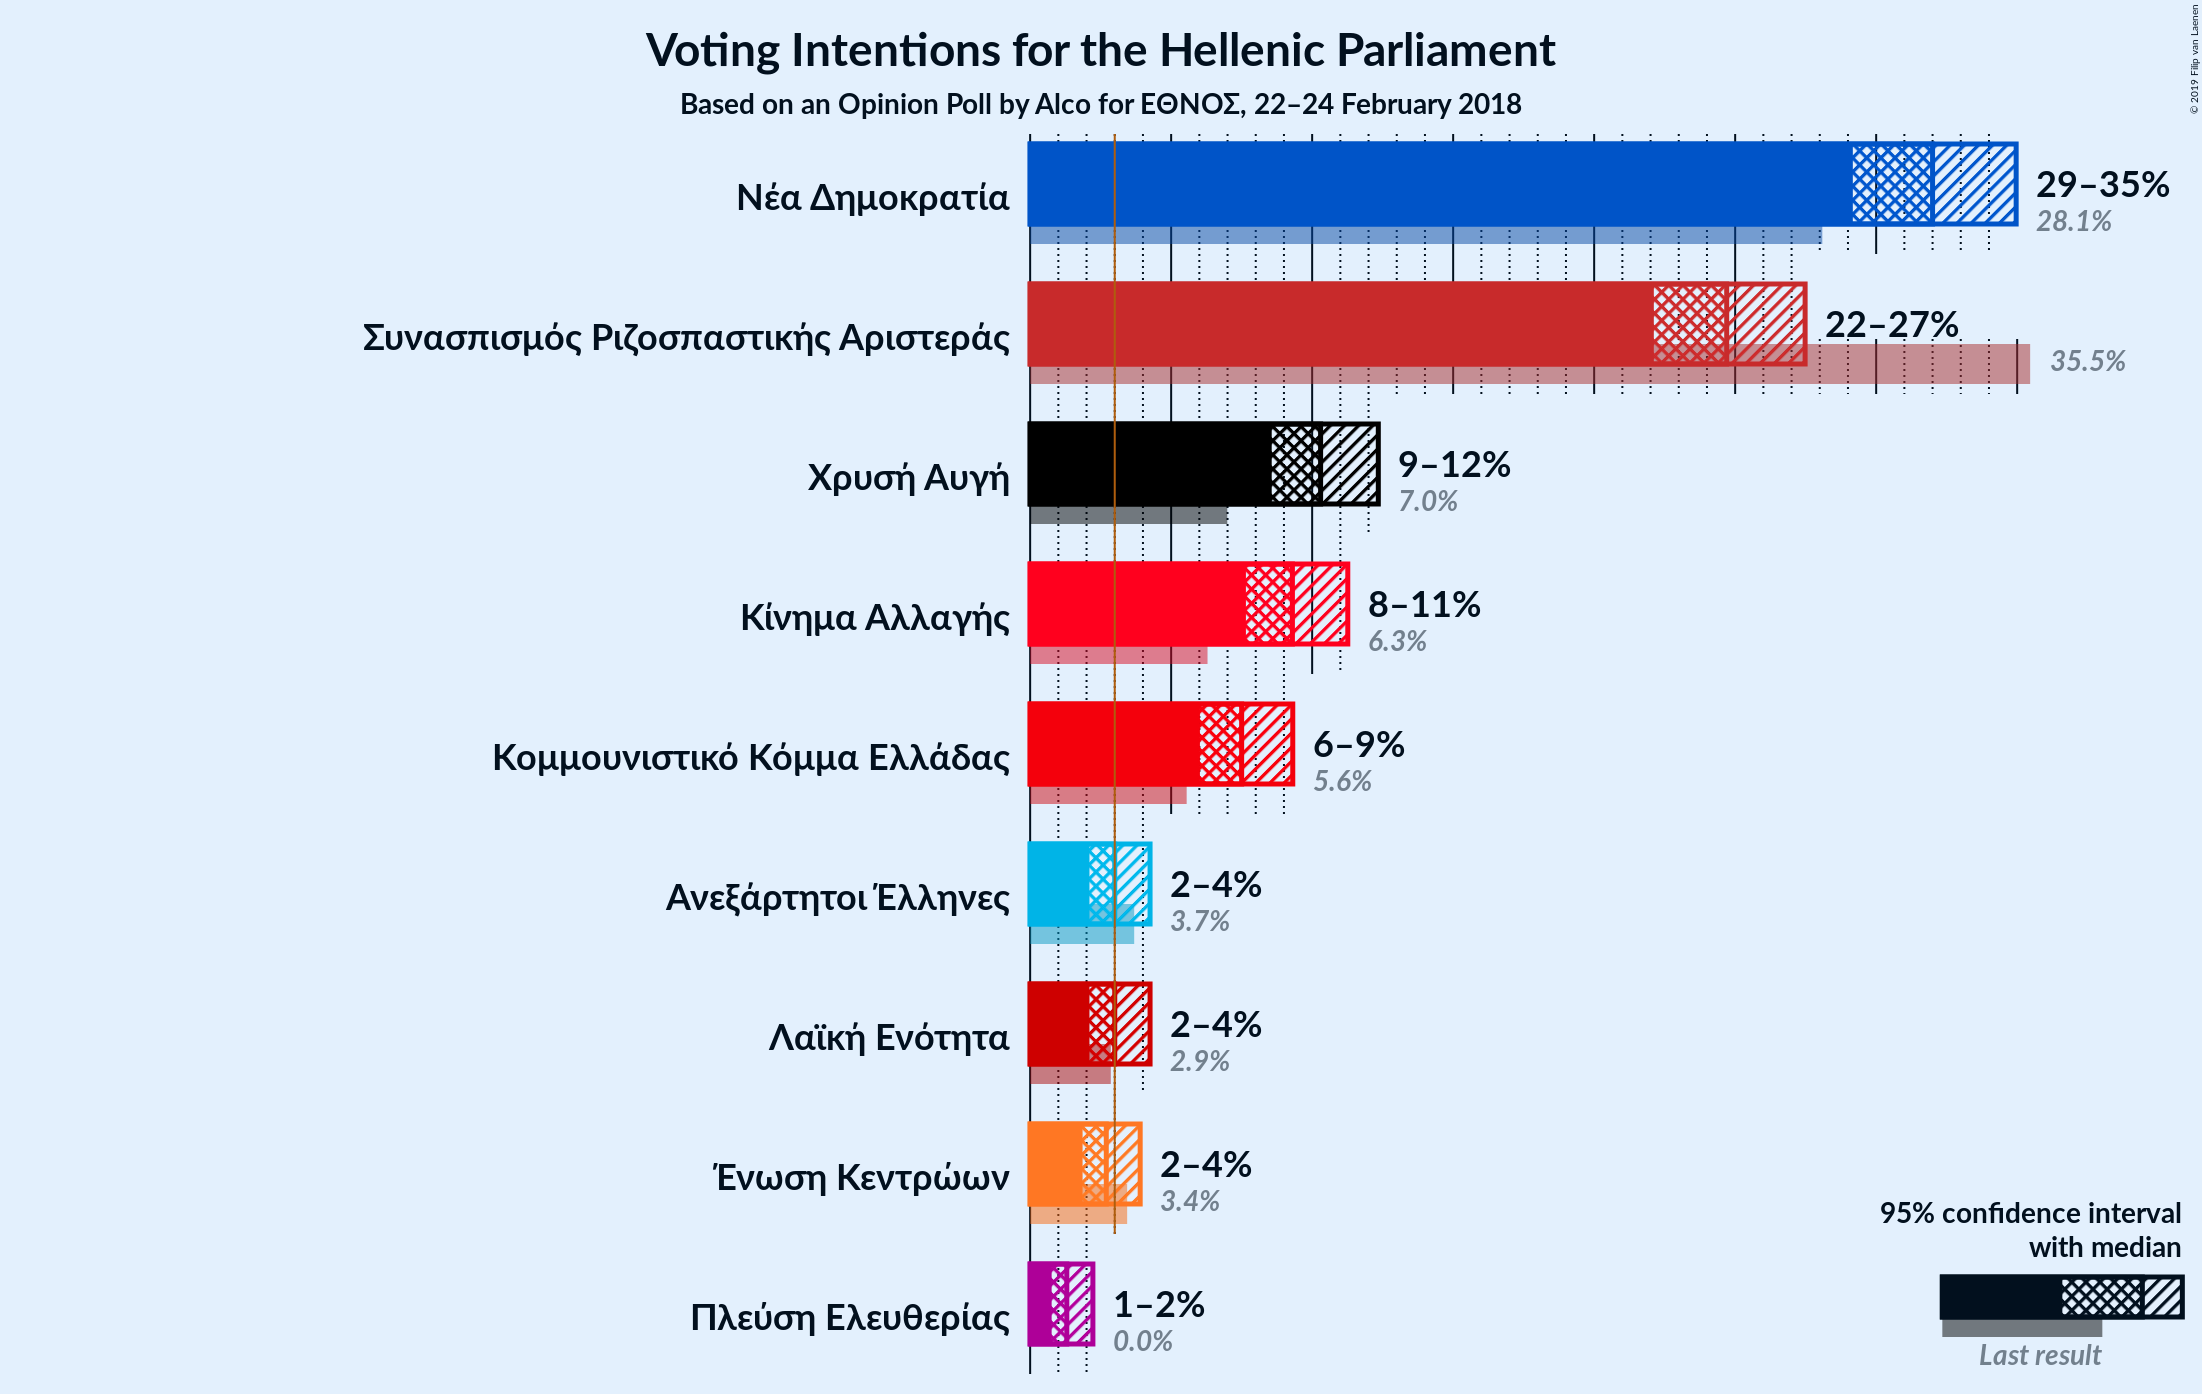 Voting Intentions for the Hellenic Parliament
Based on an Opinion Poll by Alco for ΕΘΝΟΣ, 22–24 February 2018
© 2019 Filip van Laenen
Νέα Δημοκρατία
29–35%
28.1%
Συνασπισμός Ριζοσπαστικής Αριστεράς
22–27%
35.5%
Χρυσή Αυγή
9–12%
7.0%
Κίνημα Αλλαγής
8–11%
6.3%
Κομμουνιστικό Κόμμα Ελλάδας
6–9%
5.6%
Ανεξάρτητοι Έλληνες
2–4%
3.7%
Λαϊκή Ενότητα
2–4%
2.9%
Ένωση Κεντρώων
2–4%
3.4%
Πλεύση Ελευθερίας
1–2%
0.0%
95% confidence interval
with median
Last result